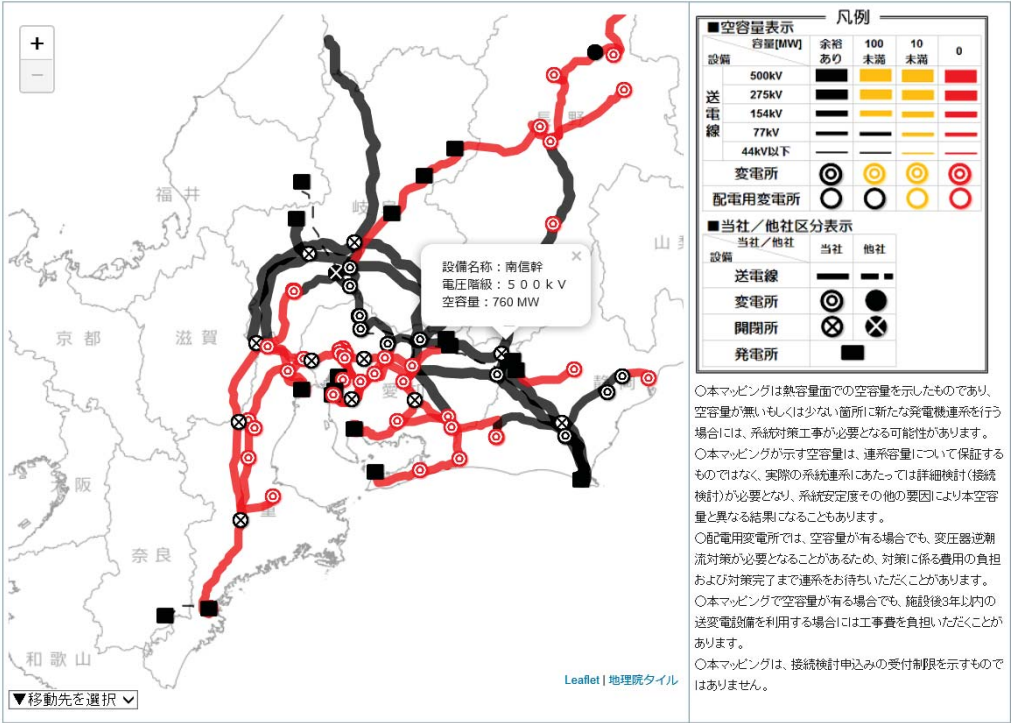 +
−
福井
岐
長野
山
京都
滋賀
愛
静岡
阪
奈良
重
和歌山
×
設備名称：南信幹
電圧階級：５００ｋＶ
空容量：760 MW
Leaflet | 地理院タイル
▼移動先を選択
凡例
■空容量表示
容量[MW]
設備
余裕あり
100未満
10未満
0
送電線
500kV
275kV
154kV
77kV
44kV以下
変電所
配電用変電所
■当社／他社区分表示
当社／他社
設備
当社
他社
送電線
変電所
開閉所
発電所
○本マッピングは熱容量面での空容量を示したものであり、
空容量が無いもしくは少ない箇所に新たな発電機連系を行う
場合には、系統対策工事が必要となる可能性があります。
○本マッピングが示す空容量は、連系容量について保証する
ものではなく、実際の系統連系にあたっては詳細検討(接続
検討)が必要となり、系統安定度その他の要因により本空容
量と異なる結果になることもあります。
○配電用変電所では、空容量が有る場合でも、変圧器逆潮
流対策が必要となることがあるため、対策に係る費用の負担
および対策完了まで連系をお待ちいただくことがあります。
○本マッピングで空容量が有る場合でも、施設後3年以内の
送変電設備を利用する場合には工事費を負担いただくことが
あります。
○本マッピングは、接続検討申込みの受付制限を示すもので
はありません。